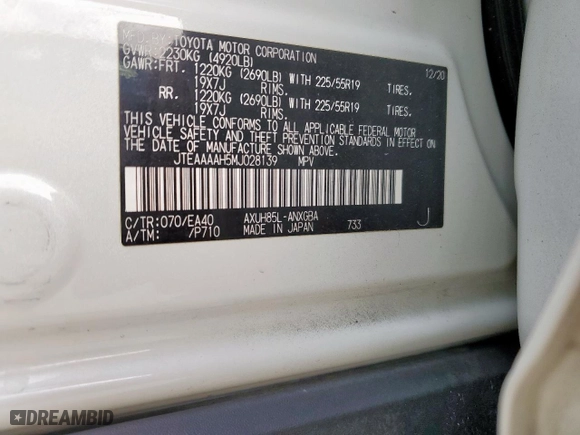 MFD. BY: TOYOTA MOTOR CORPORATION 12/20
GVWR: 2230KG (4920LB)
GAWR:FRT. 1220KG (2690LB) WITH 225/55R19 TIRES.
19X7J RIMS.
RR. 1220KG (2690LB) WITH 225/55R19 TIRES.
19X7J RIMS.
THIS VEHICLE CONFORMS TO ALL APPLICABLE FEDERAL MOTOR
VEHICLE SAFETY AND THEFT PREVENTION STANDARDS IN EFFECT ON
THE DATE OF MANUFACTURE SHOWN ABOVE.
JTEAAAAH5MJ028139 MPV
C/TR:070/EA40 AXUH85L-ANXGBA J
A/TM: /P710 MADE IN JAPAN 733
DREAMBID